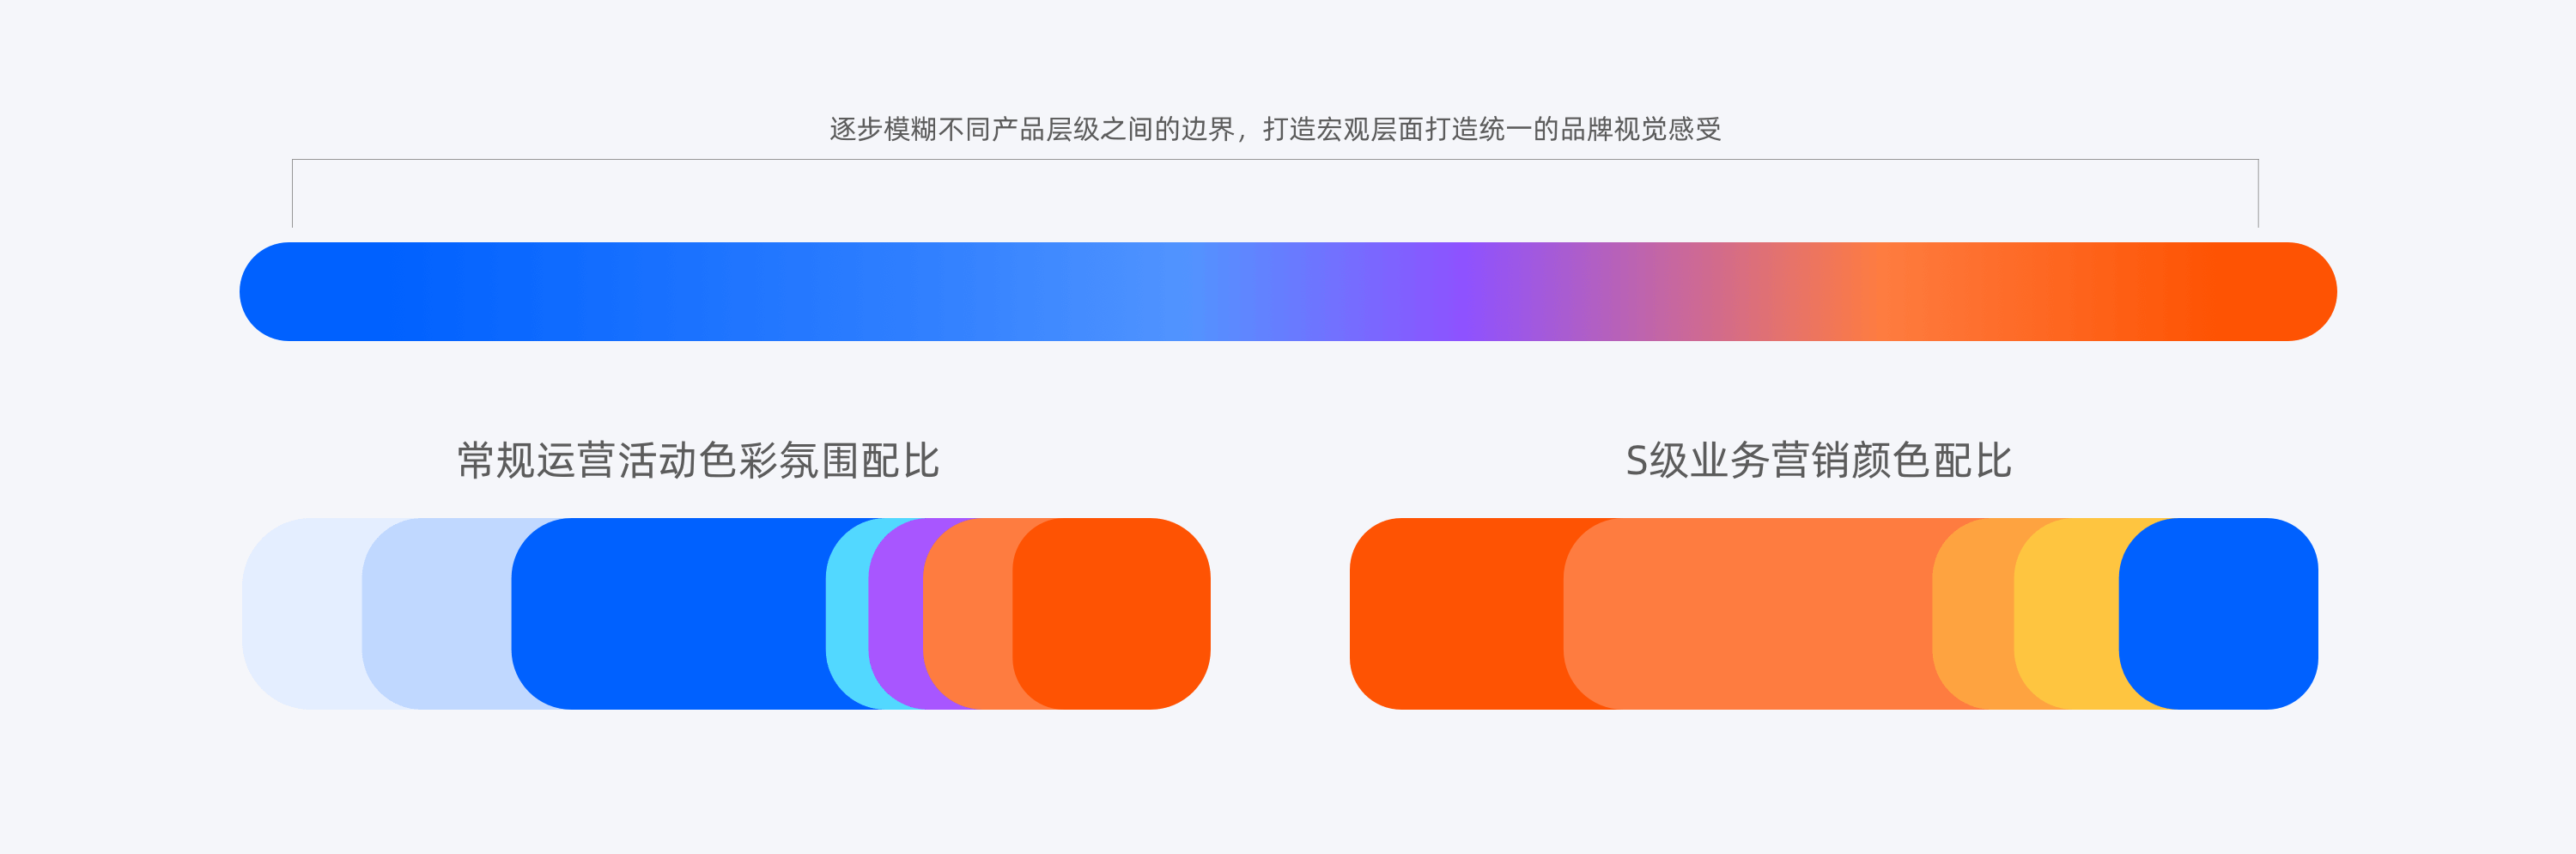 逐步模糊不同产品层级之间的边界，打造宏观层面打造统一的品牌视觉感受
常规运营活动色彩氛围配比
S级业务营销颜色配比